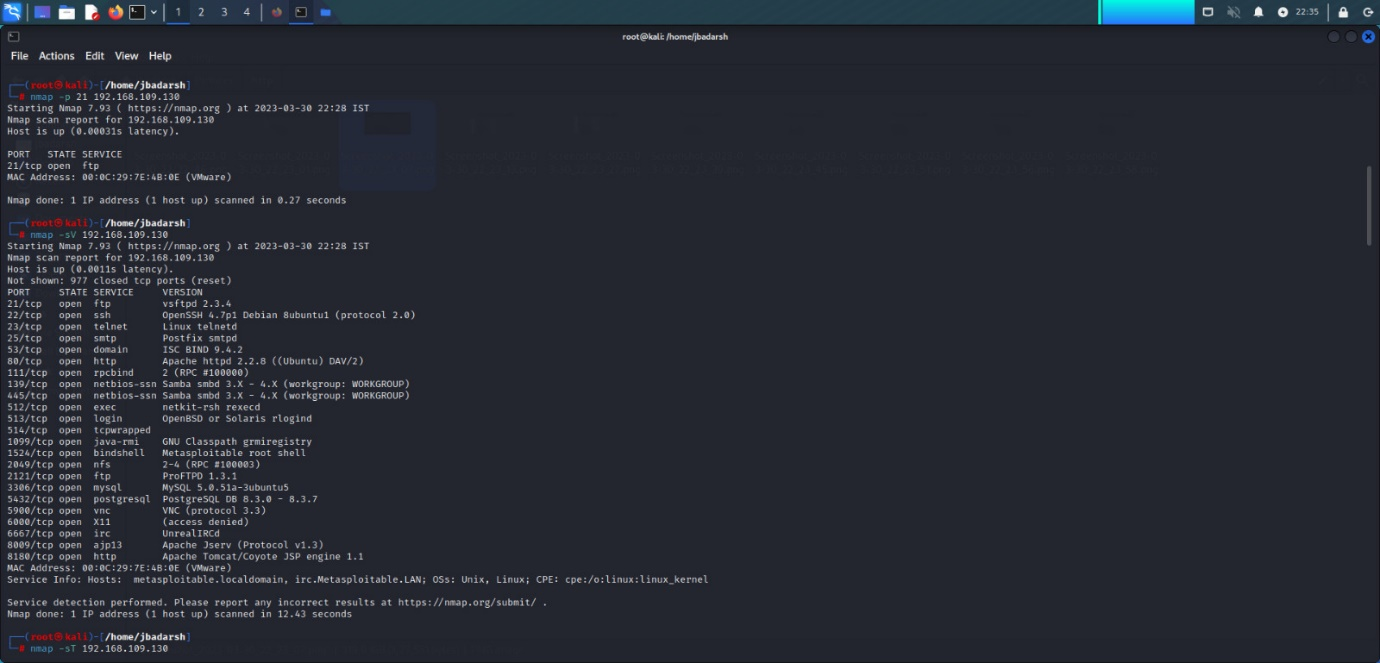 1 2 3 4 22:35
root@kali: /home/jbadarsh
File Actions Edit View Help
┌──(root㉿kali)-[/home/jbadarsh]
└─# nmap -p 21 192.168.109.130
Starting Nmap 7.93 ( https://nmap.org ) at 2023-03-30 22:28 IST
Nmap scan report for 192.168.109.130
Host is up (0.00031s latency).
PORT   STATE SERVICE
21/tcp open  ftp
MAC Address: 00:0C:29:7E:4B:0E (VMware)
Nmap done: 1 IP address (1 host up) scanned in 0.27 seconds
┌──(root㉿kali)-[/home/jbadarsh]
└─# nmap -sV 192.168.109.130
Starting Nmap 7.93 ( https://nmap.org ) at 2023-03-30 22:28 IST
Nmap scan report for 192.168.109.130
Host is up (0.0011s latency).
Not shown: 977 closed tcp ports (reset)
PORT     STATE SERVICE     VERSION
21/tcp   open  ftp         vsftpd 2.3.4
22/tcp   open  ssh         OpenSSH 4.7p1 Debian 8ubuntu1 (protocol 2.0)
23/tcp   open  telnet      Linux telnetd
25/tcp   open  smtp        Postfix smtpd
53/tcp   open  domain      ISC BIND 9.4.2
80/tcp   open  http        Apache httpd 2.2.8 ((Ubuntu) DAV/2)
111/tcp  open  rpcbind     2 (RPC #100000)
139/tcp  open  netbios-ssn Samba smbd 3.X - 4.X (workgroup: WORKGROUP)
445/tcp  open  netbios-ssn Samba smbd 3.X - 4.X (workgroup: WORKGROUP)
512/tcp  open  exec        netkit-rsh rexecd
513/tcp  open  login       OpenBSD or Solaris rlogind
514/tcp  open  tcpwrapped
1099/tcp open  java-rmi    GNU Classpath grmiregistry
1524/tcp open  bindshell   Metasploitable root shell
2049/tcp open  nfs         2-4 (RPC #100003)
2121/tcp open  ftp         ProFTPD 1.3.1
3306/tcp open  mysql       MySQL 5.0.51a-3ubuntu5
5432/tcp open  postgresql  PostgreSQL DB 8.3.0 - 8.3.7
5900/tcp open  vnc         VNC (protocol 3.3)
6000/tcp open  X11         (access denied)
6667/tcp open  irc         UnrealIRCd
8009/tcp open  ajp13       Apache Jserv (Protocol v1.3)
8180/tcp open  http        Apache Tomcat/Coyote JSP engine 1.1
MAC Address: 00:0C:29:7E:4B:0E (VMware)
Service Info: Hosts:  metasploitable.localdomain, irc.Metasploitable.LAN; OSs: Unix, Linux; CPE: cpe:/o:linux:linux_kernel
Service detection performed. Please report any incorrect results at https://nmap.org/submit/ .
Nmap done: 1 IP address (1 host up) scanned in 12.43 seconds
┌──(root㉿kali)-[/home/jbadarsh]
└─# nmap -sT 192.168.109.130